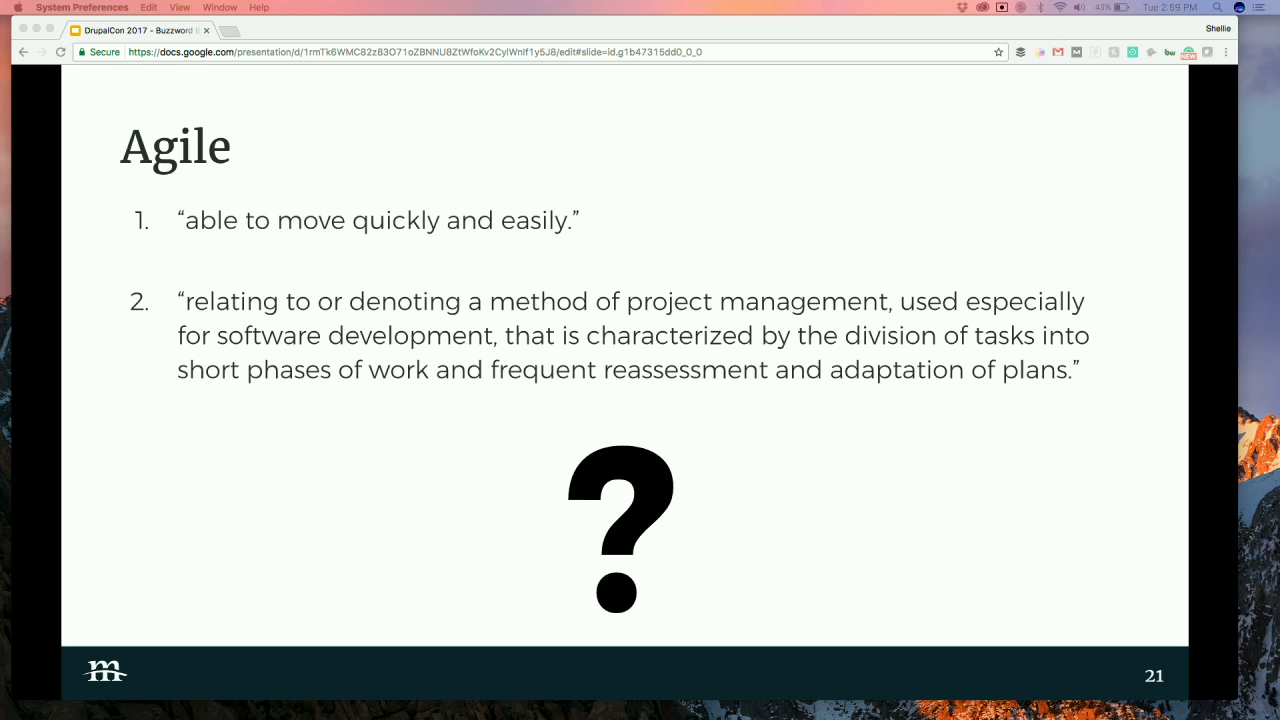 System Preferences Edit View Window Help
43% Tue 2:59 PM
DrupalCon 2017 - Buzzword
Shellie
Secure https://docs.google.com/presentation/d/1rmTk6WMC82z83O71oZBNNU8ZtWfoKv2CylWnIf1y5J8/edit#slide=id.g1b47315dd0_0_0
Agile
1. “able to move quickly and easily.”
2. “relating to or denoting a method of project management, used especially
for software development, that is characterized by the division of tasks into
short phases of work and frequent reassessment and adaptation of plans.”
?
m
21